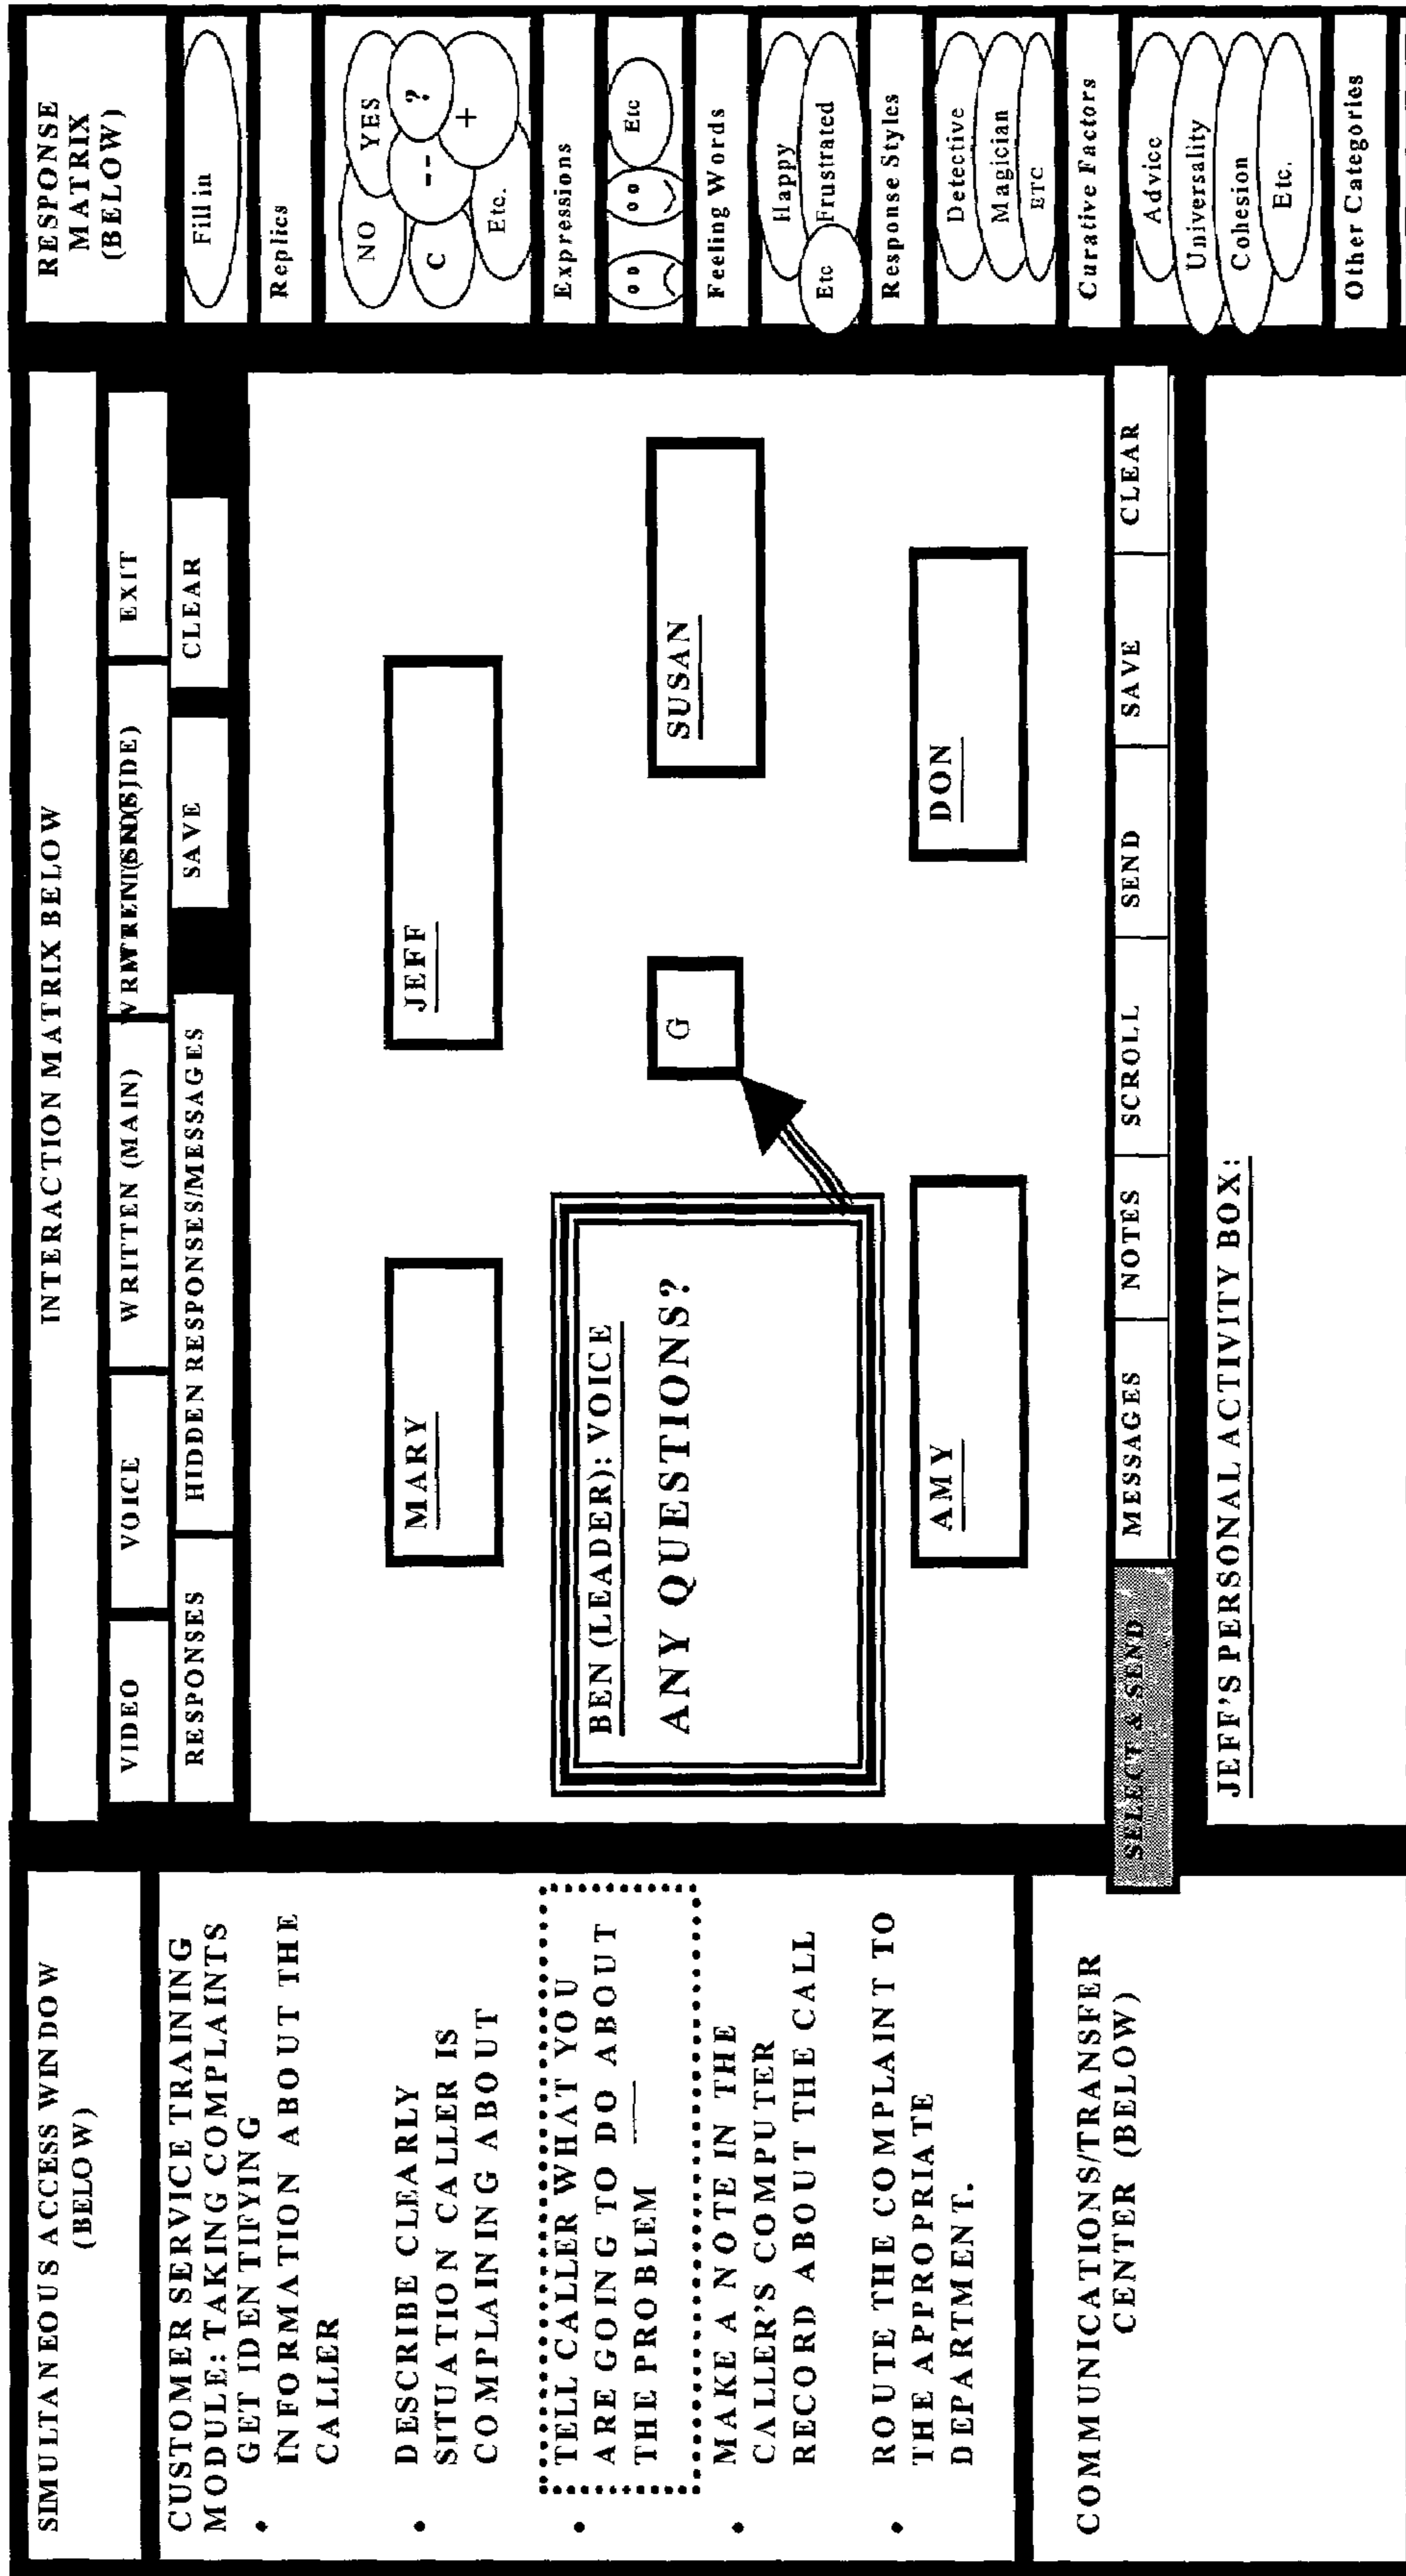 SIMULTANEOUS ACCESS WINDOW
(BELOW)
CUSTOMER SERVICE TRAINING
MODULE: TAKING COMPLAINTS
• GET IDENTIFYING
INFORMATION ABOUT THE
CALLER
• DESCRIBE CLEARLY
SITUATION CALLER IS
COMPLAINING ABOUT
• TELL CALLER WHAT YOU
ARE GOING TO DO ABOUT
THE PROBLEM
• MAKE A NOTE IN THE
CALLER'S COMPUTER
RECORD ABOUT THE CALL
• ROUTE THE COMPLAINT TO
THE APPROPRIATE
DEPARTMENT.
COMMUNICATIONS/TRANSFER
CENTER (BELOW)
INTERACTION MATRIX BELOW
VIDEO VOICE WRITTEN (MAIN) EXIT
RESPONSES HIDDEN RESPONSES/MESSAGES SAVE CLEAR
MARY
JEFF
BEN (LEADER): VOICE
ANY QUESTIONS?
G
SUSAN
AMY
DON
SELECT & SEND MESSAGES NOTES SCROLL SEND SAVE CLEAR
JEFF'S PERSONAL ACTIVITY BOX:
RESPONSE
MATRIX
(BELOW)
Fill in
Replics
NO YES
C -- ?
Etc. +
Expressions
Etc
Feeling Words
Happy
Etc Frustrated
Response Styles
Detective
Magician
ETC
Curative Factors
Advice
Universality
Cohesion
Etc.
Other Categories